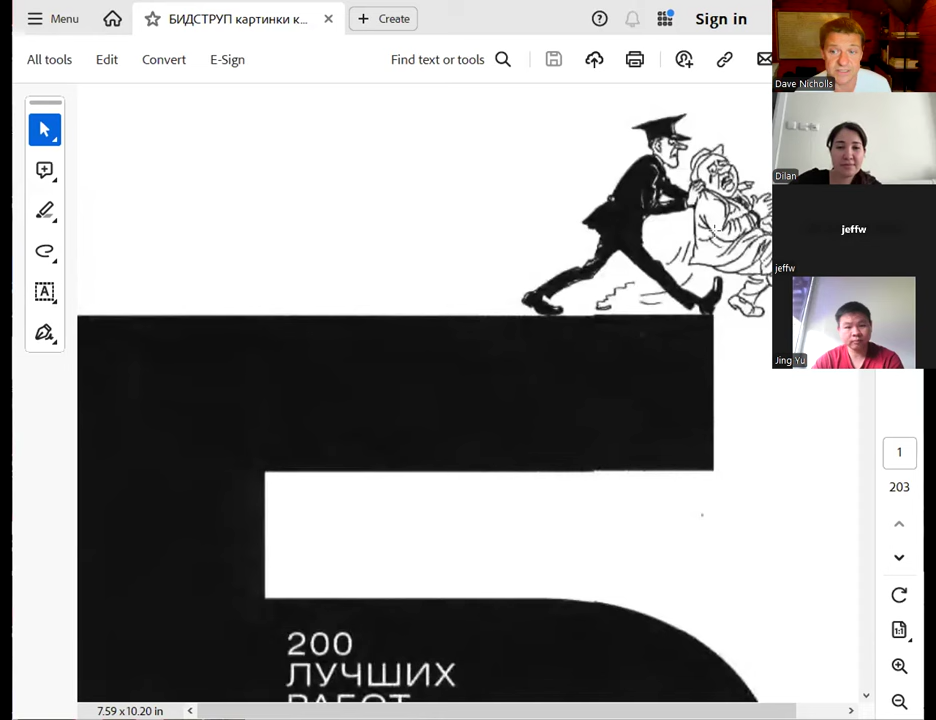 Menu
БИДСТРУП картинки к...
Create
Sign in
All tools
Edit
Convert
E-Sign
Find text or tools
Dave Nicholls
Dilan
jeffw
jeffw
Jing Yu
1
203
200
ЛУЧШИХ
РАБОТ
7.59 x 10.20 in